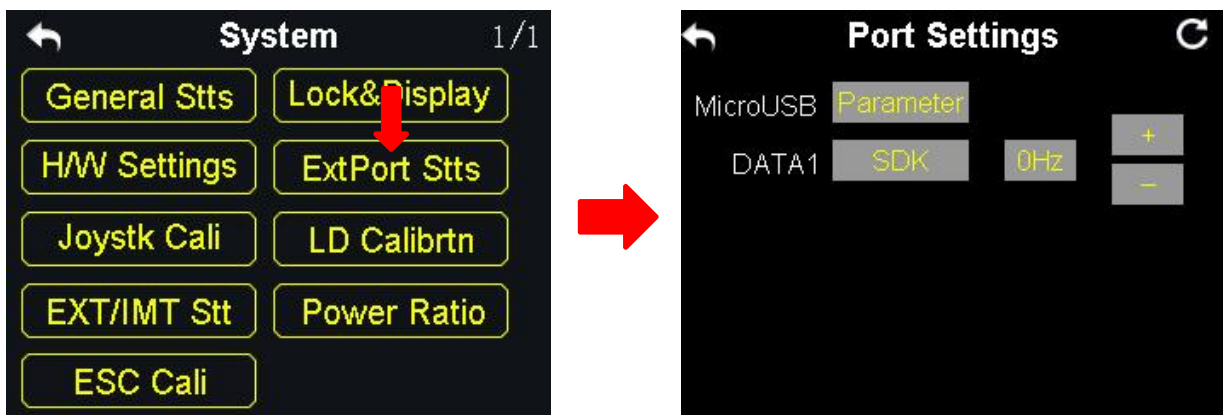 System 1/1
General Stts Lock&Display
H/W Settings ExtPort Stts
Joystk Cali LD Calibrtn
EXT/IMT Stt Power Ratio
ESC Cali
Port Settings
MicroUSB Parameter
DATA1 SDK 0Hz +
−